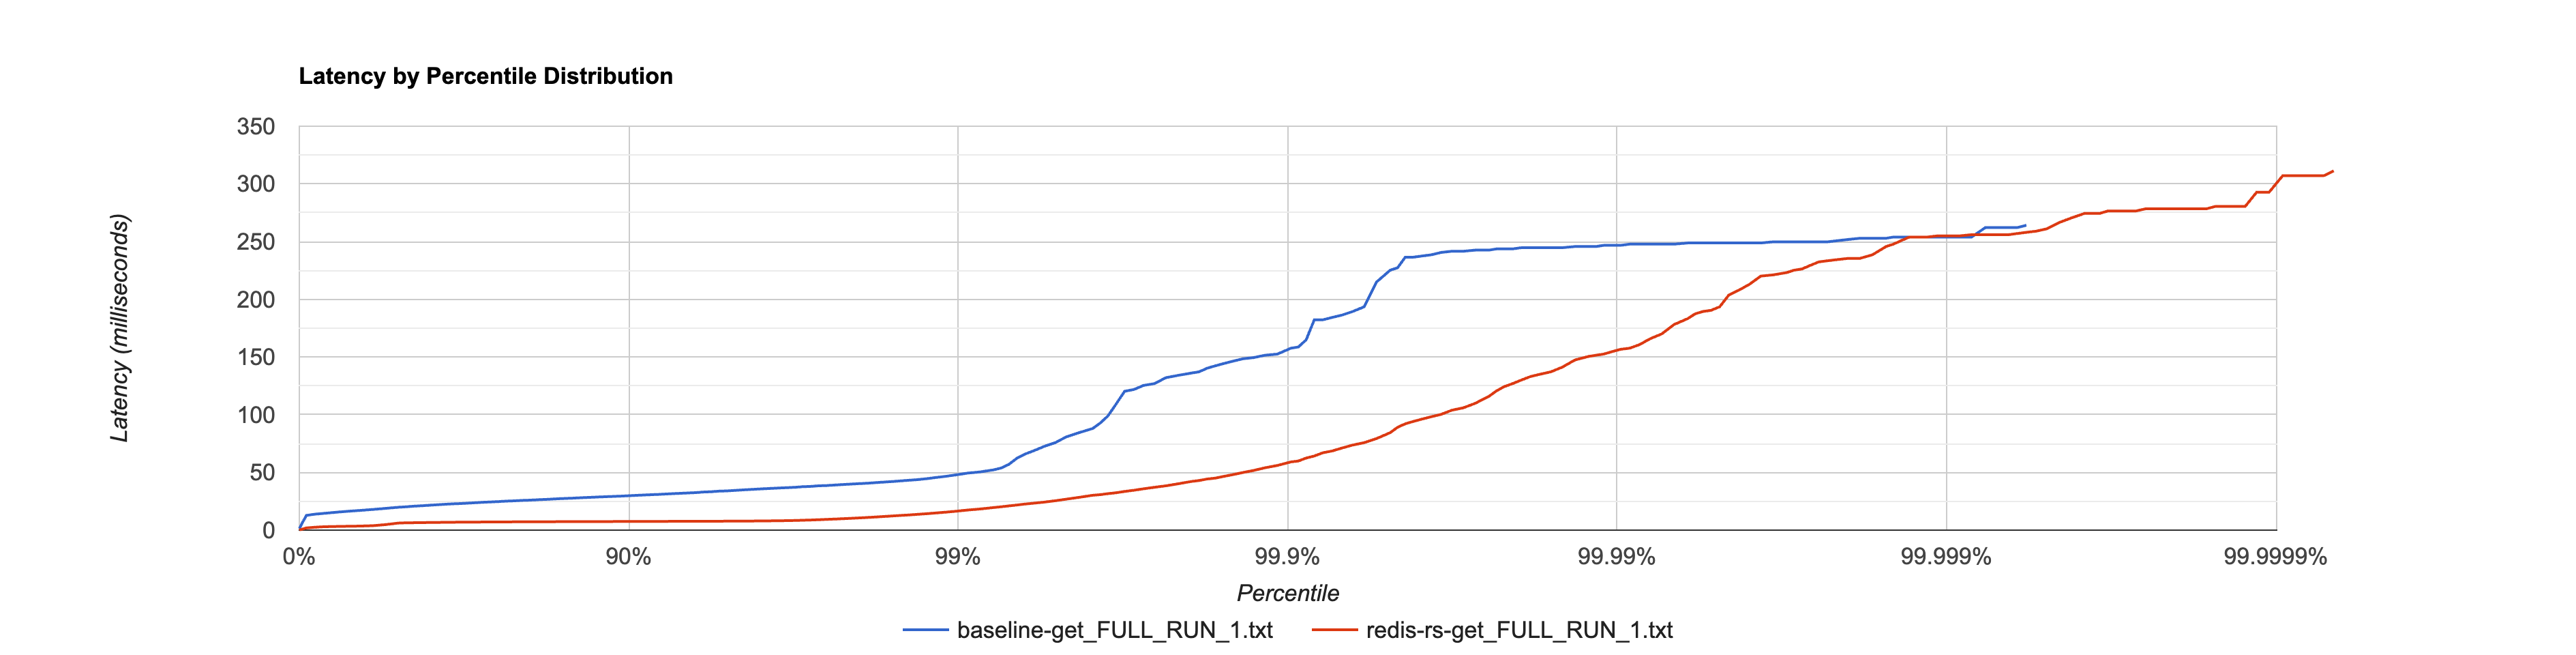 Latency by Percentile Distribution
350
300
250
200
150
100
50
0
Latency (milliseconds)
0% 90% 99% 99.9% 99.99% 99.999% 99.9999%
Percentile
baseline-get_FULL_RUN_1.txt redis-rs-get_FULL_RUN_1.txt